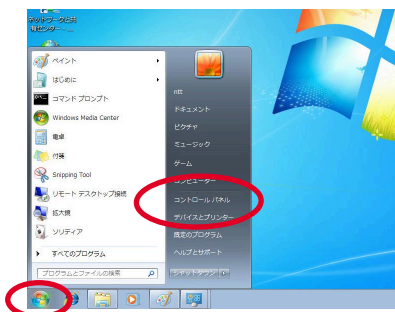 ネットワークと共
有センター - ...
ペイント
はじめに
コマンド プロンプト
Windows Media Center
電卓
付箋
Snipping Tool
リモート デスクトップ接続
拡大鏡
ソリティア
すべてのプログラム
プログラムとファイルの検索
ntt
ドキュメント
ピクチャ
ミュージック
ゲーム
コンピューター
コントロール パネル
デバイスとプリンター
既定のプログラム
ヘルプとサポート
シャットダウン